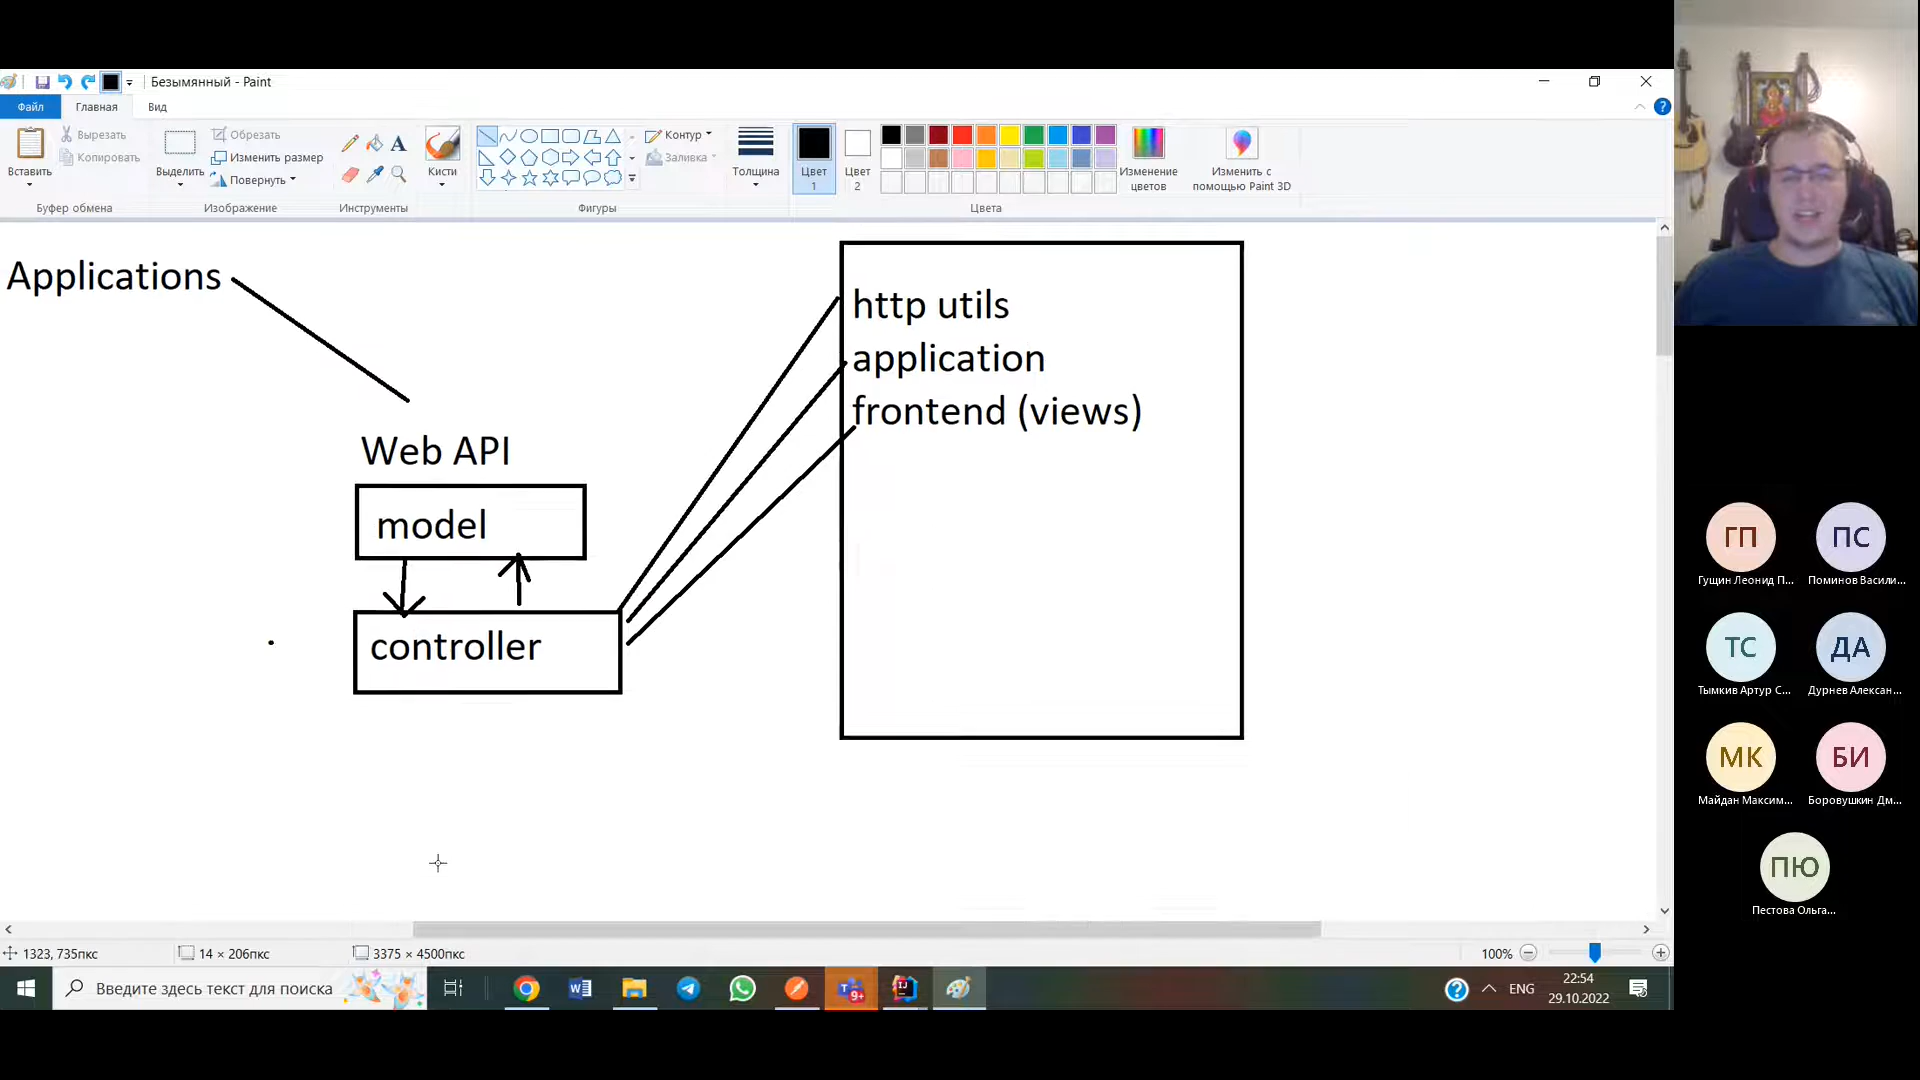 Безымянный - Paint
Файл
Главная
Вид
Вставить
Вырезать
Копировать
Буфер обмена
Выделить
Обрезать
Изменить размер
Повернуть
Изображение
A
Инструменты
Кисти
Контур
Заливка
Фигуры
Толщина
Цвет 1
Цвет 2
Изменение цветов
Изменить с помощью Paint 3D
Цвета
Applications
http utils
application
frontend (views)
Web API
model
controller
ГП
Гущин Леонид П...
ПС
Поминов Васили...
ТС
Тымкив Артур С...
ДА
Дурнев Алексан...
МК
Майдан Максим...
БИ
Боровушкин Дм...
ПЮ
Пестова Ольга...
1323, 735пкс
14 × 206пкс
3375 × 4500пкс
100%
Введите здесь текст для поиска
9+
ENG
22:54
29.10.2022